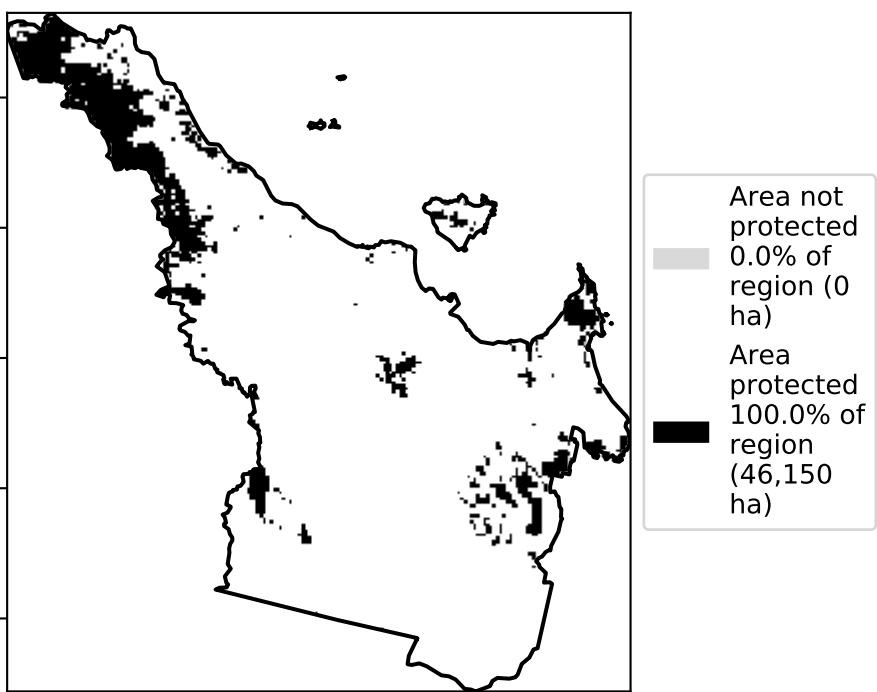 Area not
protected
0.0% of
region (0
ha)
Area
protected
100.0% of
region
(46,150
ha)